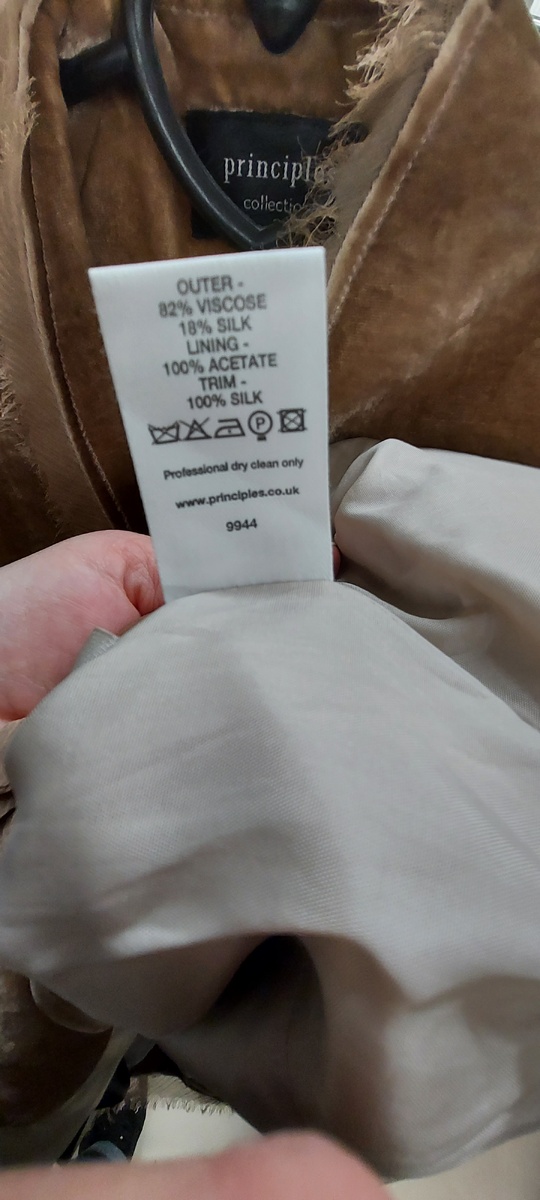 principles
collection
OUTER -
82% VISCOSE
18% SILK
LINING -
100% ACETATE
TRIM -
100% SILK
P
Professional dry clean only
www.principles.co.uk
9944